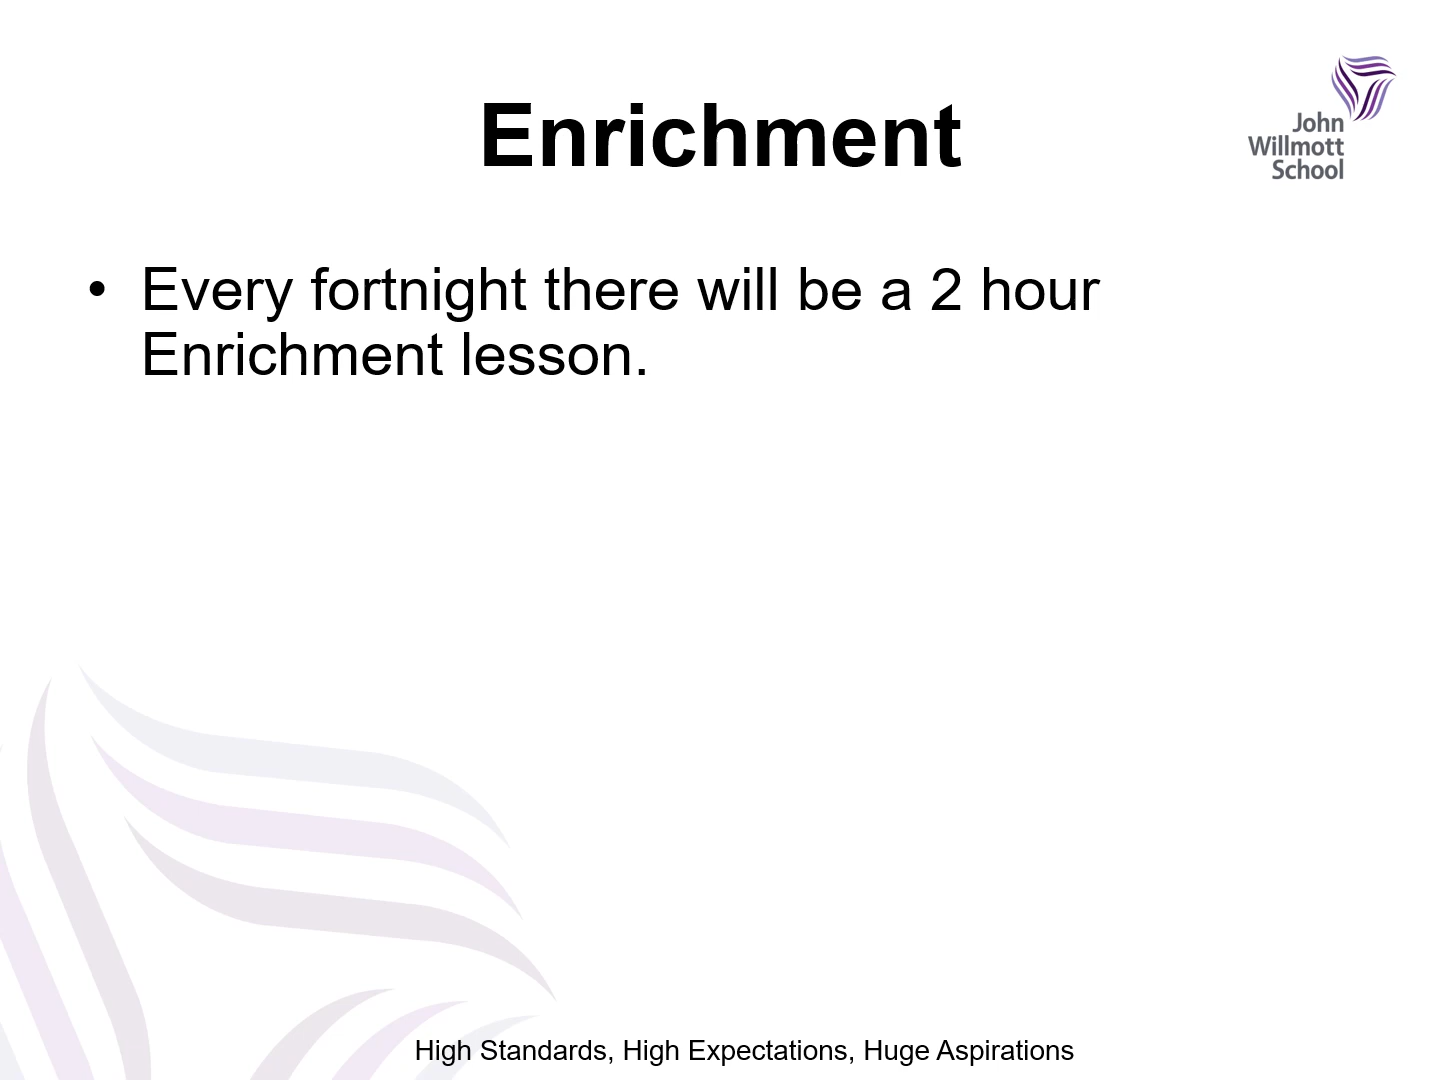 Enrichment
John
Willmott
School
• Every fortnight there will be a 2 hour
Enrichment lesson.
High Standards, High Expectations, Huge Aspirations